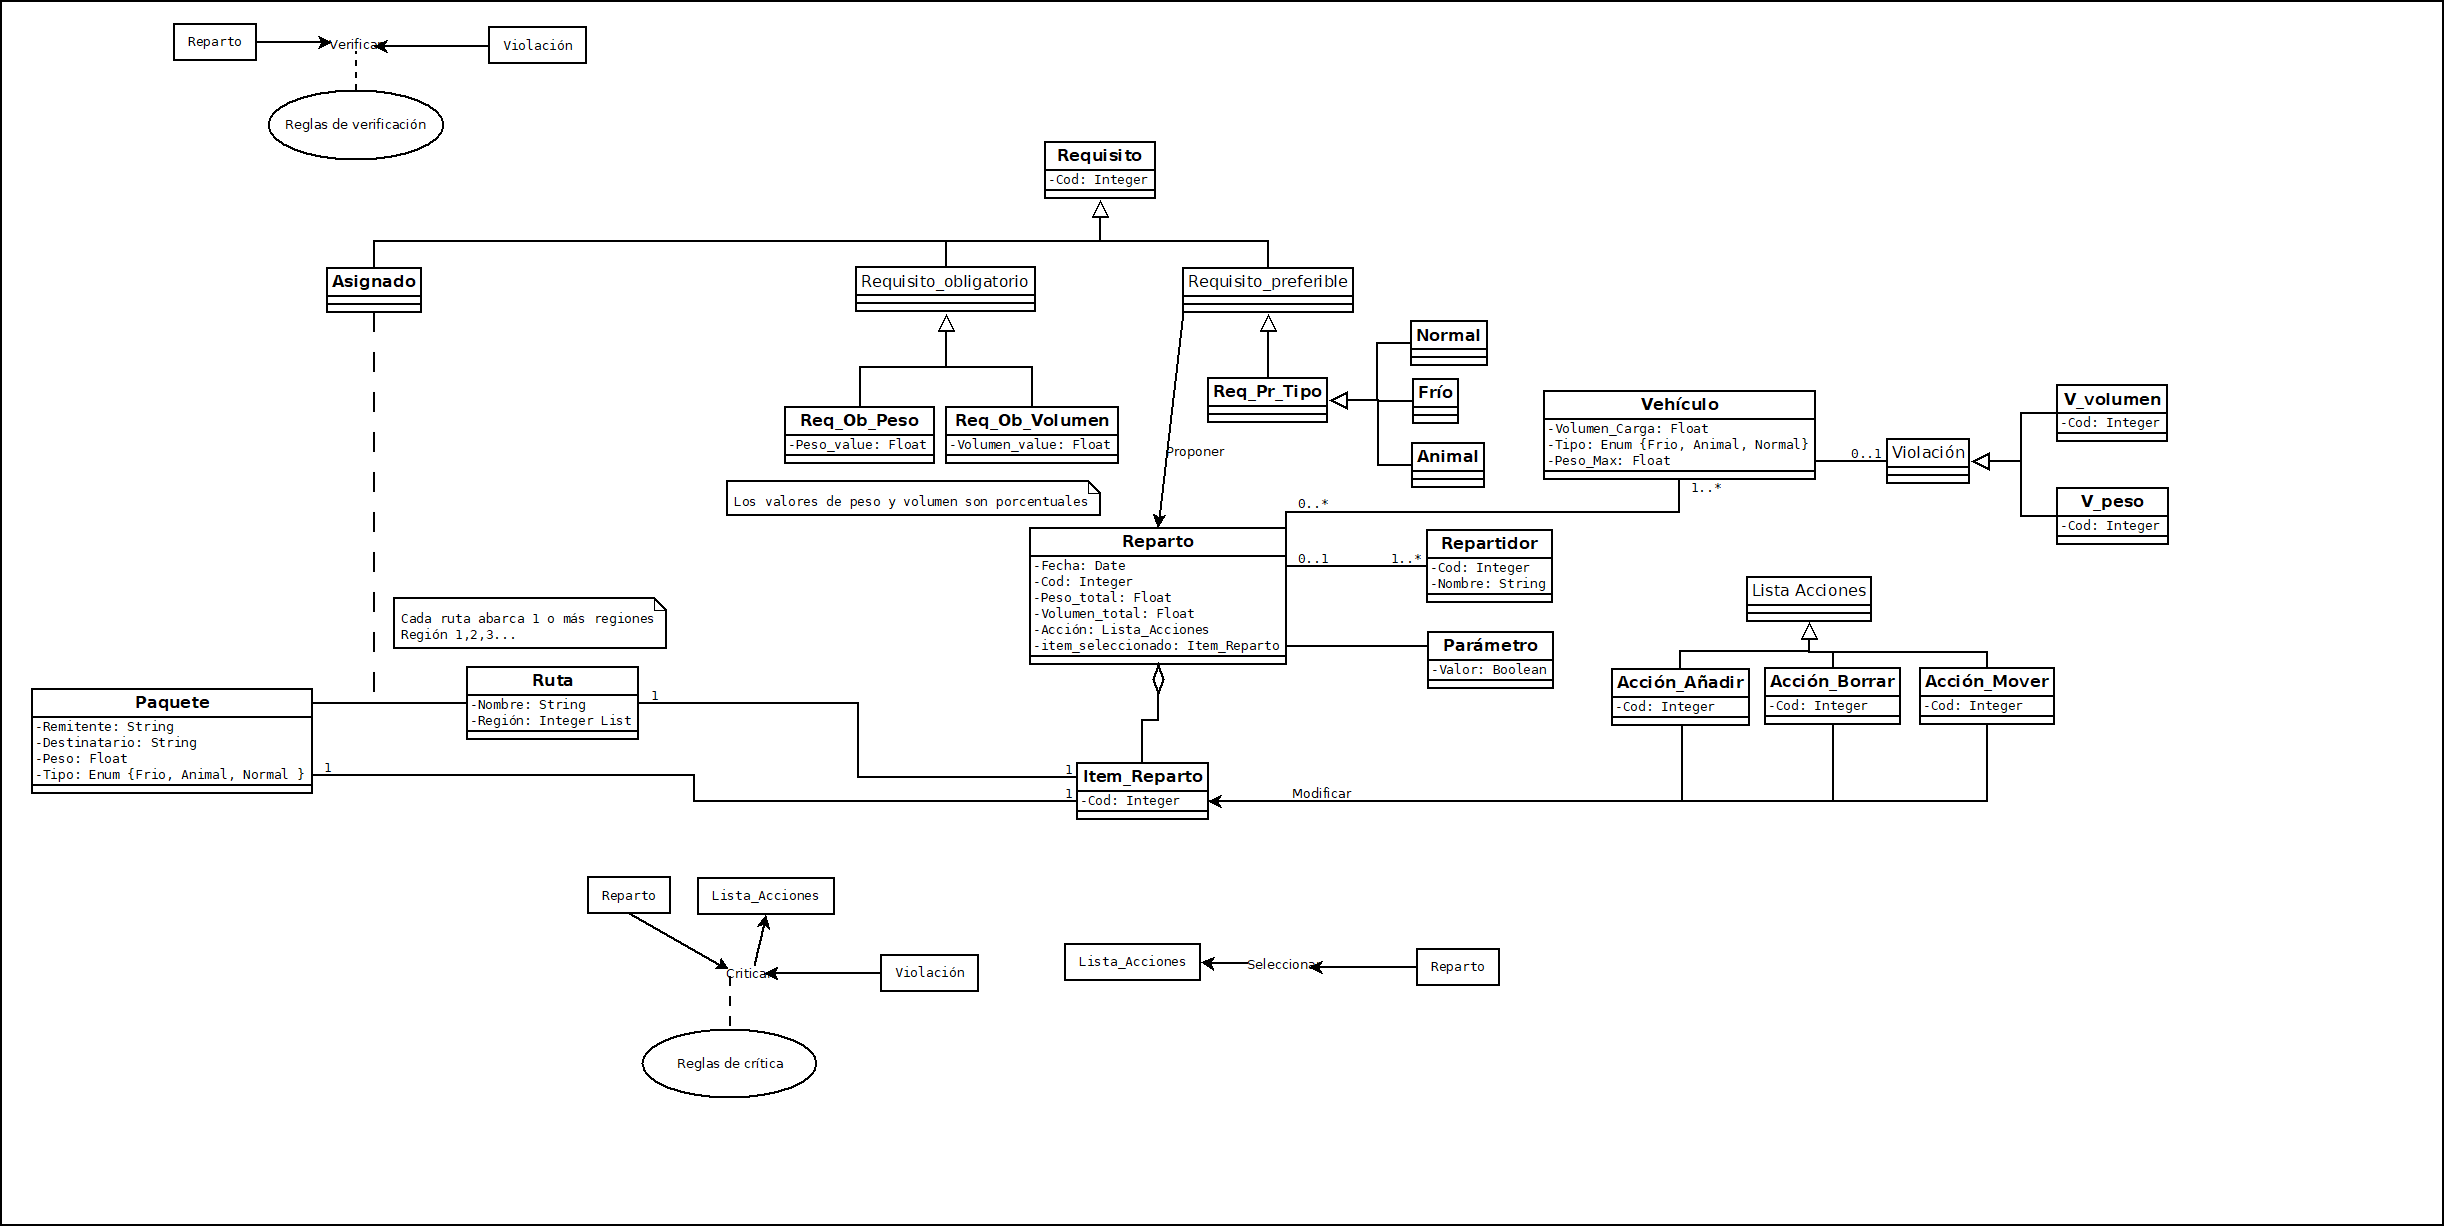 Reparto
Verificar
Violación
Reglas de verificación
Requisito
-Cod: Integer
Asignado
Requisito_obligatorio
Requisito_preferible
Normal
Req_Pr_Tipo
Frío
Animal
Req_Ob_Peso
-Peso_value: Float
Req_Ob_Volumen
-Volumen_value: Float
Proponer
Los valores de peso y volumen son porcentuales
Vehículo
-Volumen_Carga: Float
-Tipo: Enum {Frio, Animal, Normal}
-Peso_Max: Float
0..1
Violación
V_volumen
-Cod: Integer
V_peso
-Cod: Integer
1..*
0..*
Reparto
-Fecha: Date
-Cod: Integer
-Peso_total: Float
-Volumen_total: Float
-Acción: Lista_Acciones
-item_seleccionado: Item_Reparto
0..1
1..*
Repartidor
-Cod: Integer
-Nombre: String
Parámetro
-Valor: Boolean
Lista Acciones
Acción_Añadir
-Cod: Integer
Acción_Borrar
-Cod: Integer
Acción_Mover
-Cod: Integer
Cada ruta abarca 1 o más regiones
Región 1,2,3...
Paquete
-Remitente: String
-Destinatario: String
-Peso: Float
-Tipo: Enum {Frio, Animal, Normal }
Ruta
-Nombre: String
-Región: Integer List
1
1
1
1
Item_Reparto
-Cod: Integer
Modificar
Reparto
Lista_Acciones
Criticar
Violación
Reglas de crítica
Lista_Acciones
Seleccionar
Reparto